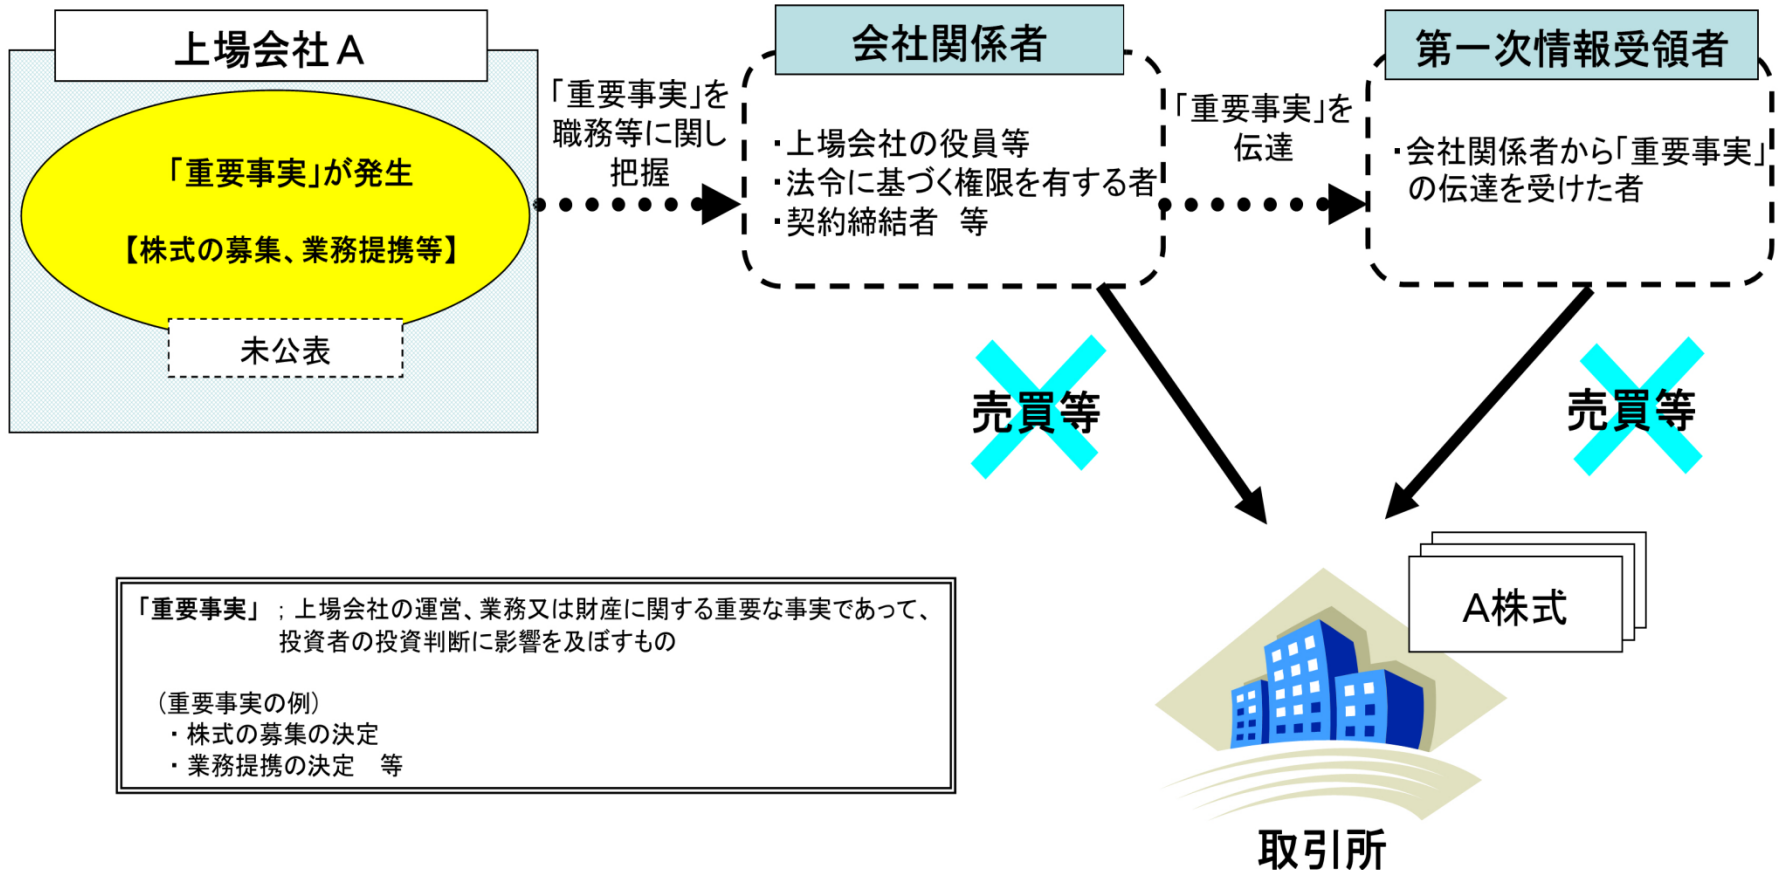 上場会社A
「重要事実」が発生
【株式の募集、業務提携等】
未公表
「重要事実」を
職務等に関し
把握
会社関係者
・上場会社の役員等
・法令に基づく権限を有する者
・契約締結者 等
「重要事実」を
伝達
第一次情報受領者
・会社関係者から「重要事実」
の伝達を受けた者
売買等
売買等
A株式
取引所
「重要事実」 ; 上場会社の運営、業務又は財産に関する重要な事実であって、
投資者の投資判断に影響を及ぼすもの
(重要事実の例)
・ 株式の募集の決定
・ 業務提携の決定 等